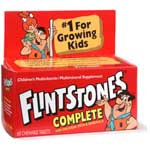 #1 For
Growing
Kids
Children's Multivitamin/Multimineral Supplement
FLINTSTONES
COMPLETE
60 CHEWABLE TABLETS